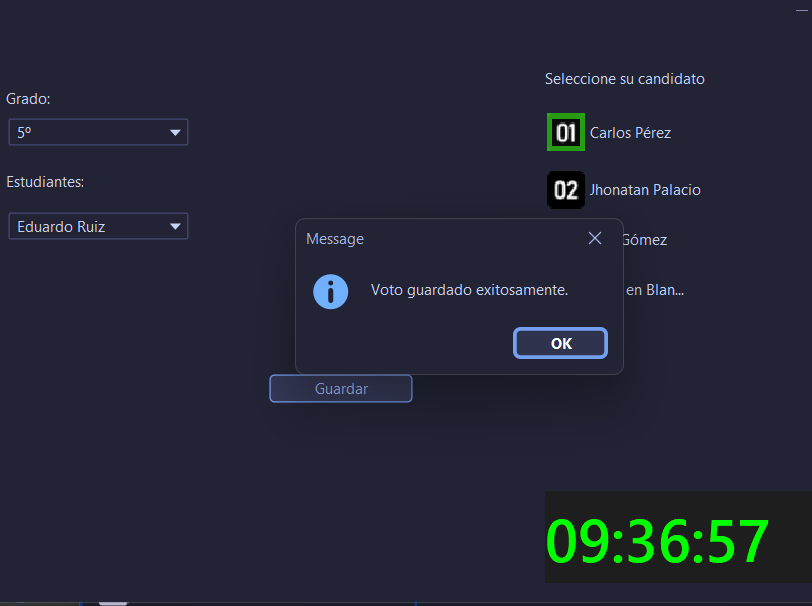 Grado:
5º
Estudiantes:
Eduardo Ruiz
Seleccione su candidato
01 Carlos Pérez
02 Jhonatan Palacio
Gómez
en Blan...
Message
Voto guardado exitosamente.
OK
Guardar
09:36:57